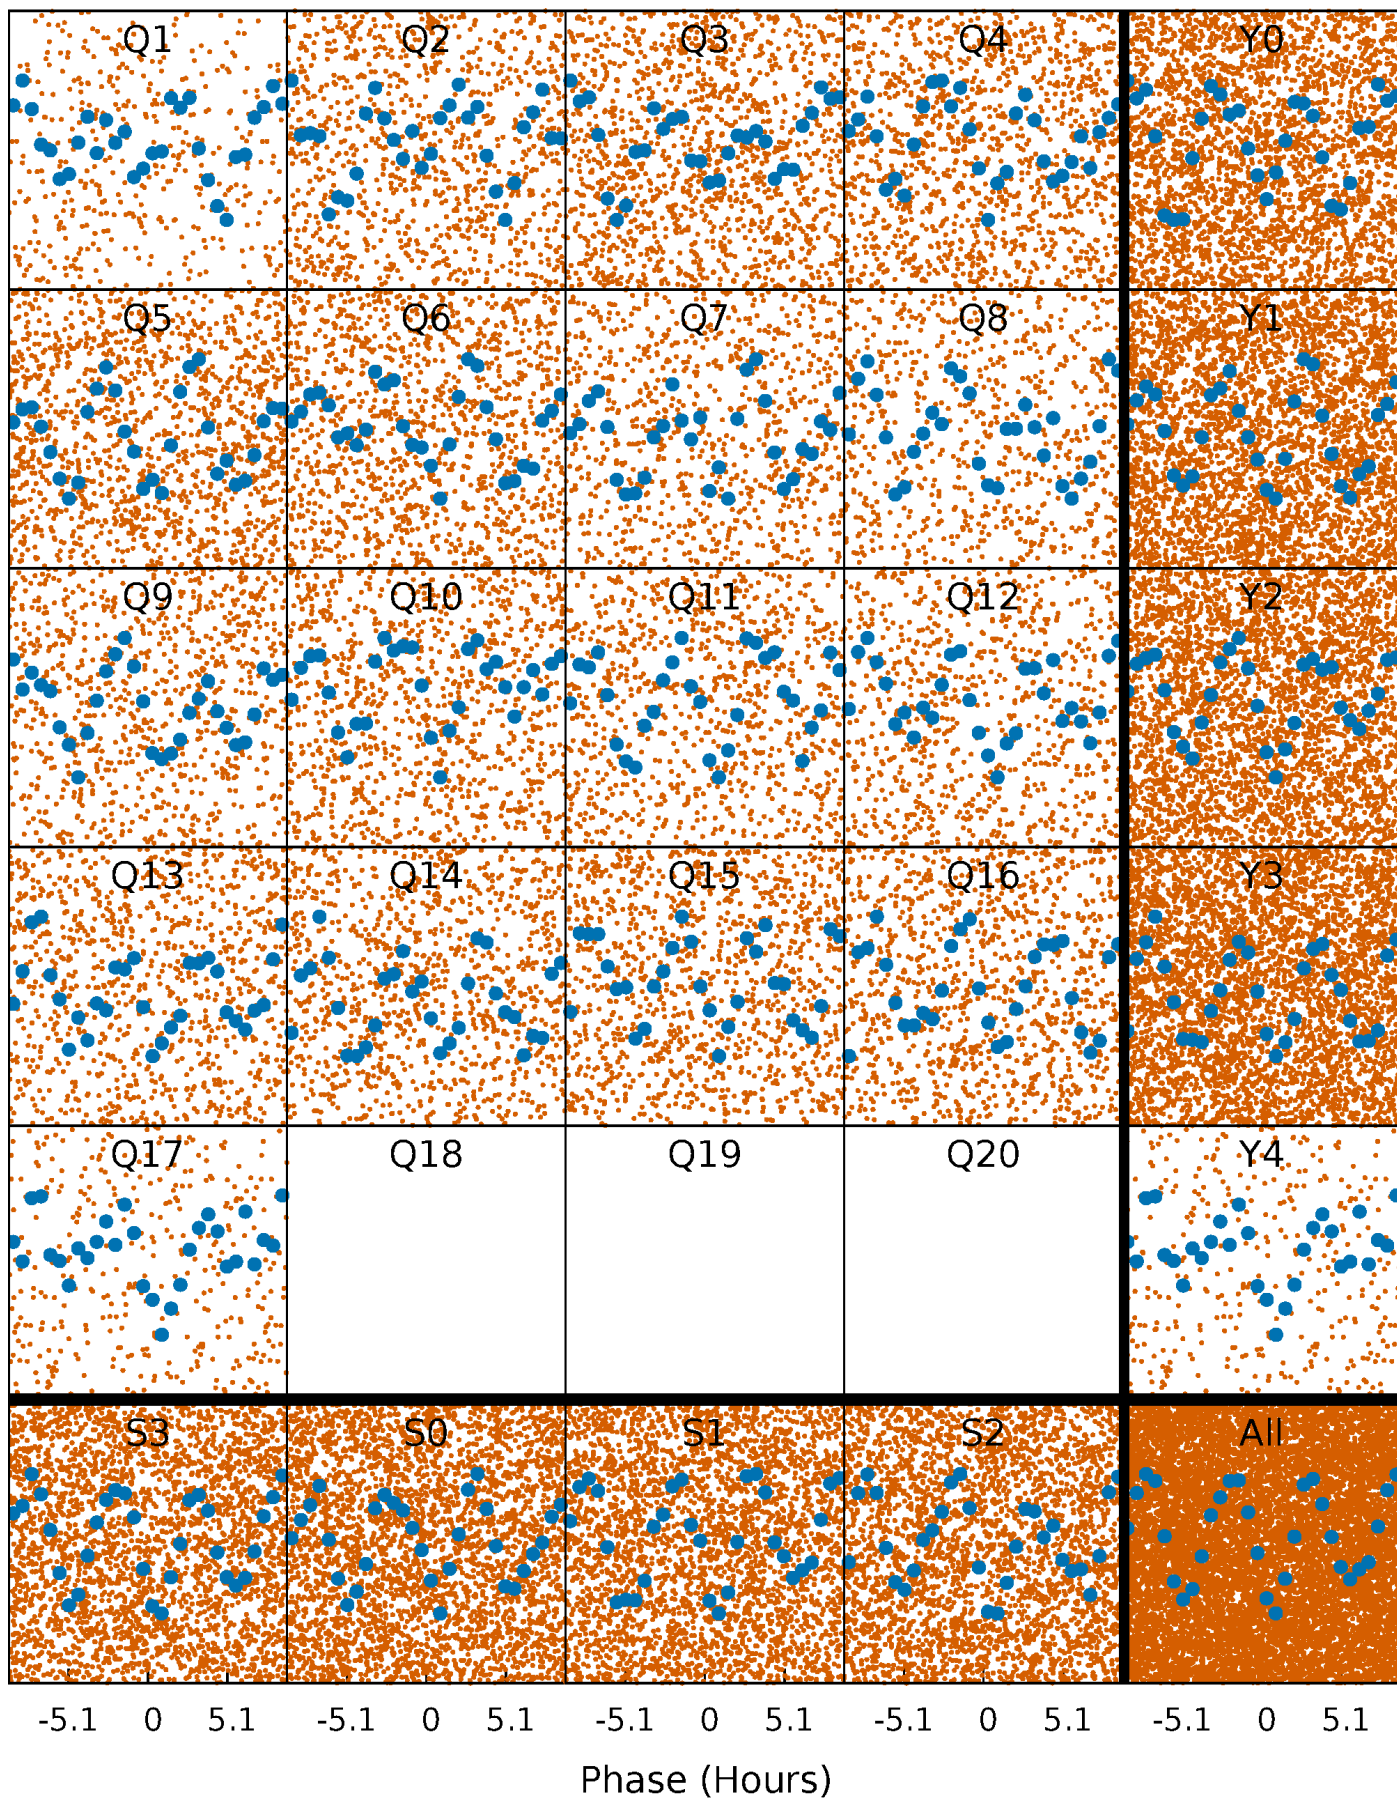 Q1 Q2 Q3 Q4 Y0
Q5 Q6 Q7 Q8 Y1
Q9 Q10 Q11 Q12 Y2
Q13 Q14 Q15 Q16 Y3
Q17 Q18 Q19 Q20 Y4
S3 S0 S1 S2 All
-5.1 0 5.1 -5.1 0 5.1 -5.1 0 5.1 -5.1 0 5.1 -5.1 0 5.1
Phase (Hours)